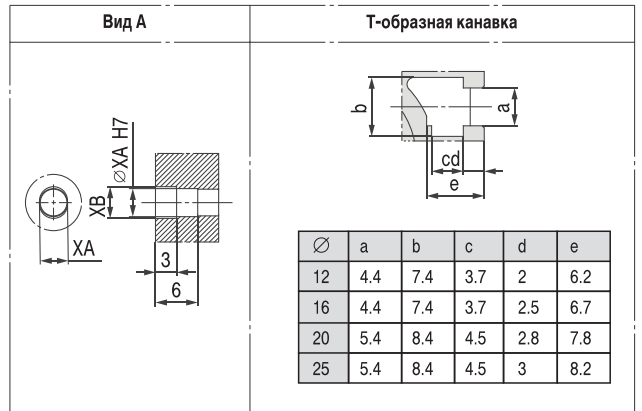 Вид А
Т-образная канавка
∅XA H7
XB
XA
3
6
b
a
cd
e
∅ a b c d e
12 4.4 7.4 3.7 2 6.2
16 4.4 7.4 3.7 2.5 6.7
20 5.4 8.4 4.5 2.8 7.8
25 5.4 8.4 4.5 3 8.2